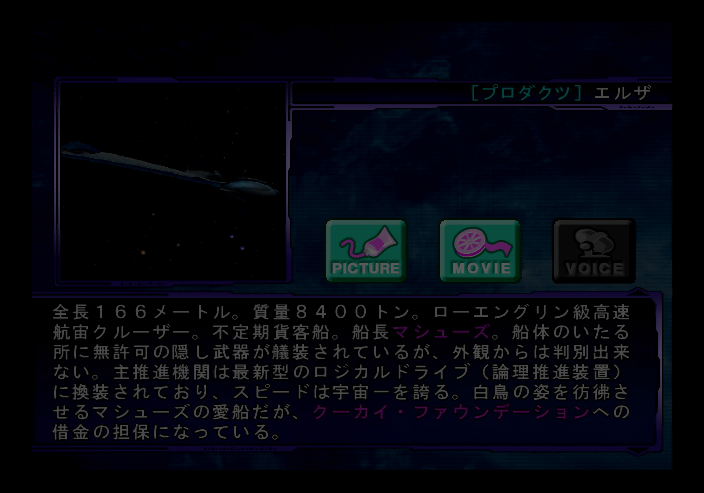 [プロダクツ] エルザ
PICTURE
MOVIE
VOICE
全長166メートル。質量8400トン。ローエングリン級高速
航宙クルーザー。不定期貨客船。船長マシューズ。船体のいたる
所に無許可の隠し武器が艤装されているが、外観からは判別出来
ない。主推進機関は最新型のロジカルドライブ(論理推進装置)
に換装されており、スピードは宇宙一を誇る。白鳥の姿を彷彿さ
せるマシューズの愛船だが、クーカイ・ファウンデーションへの
借金の担保になっている。